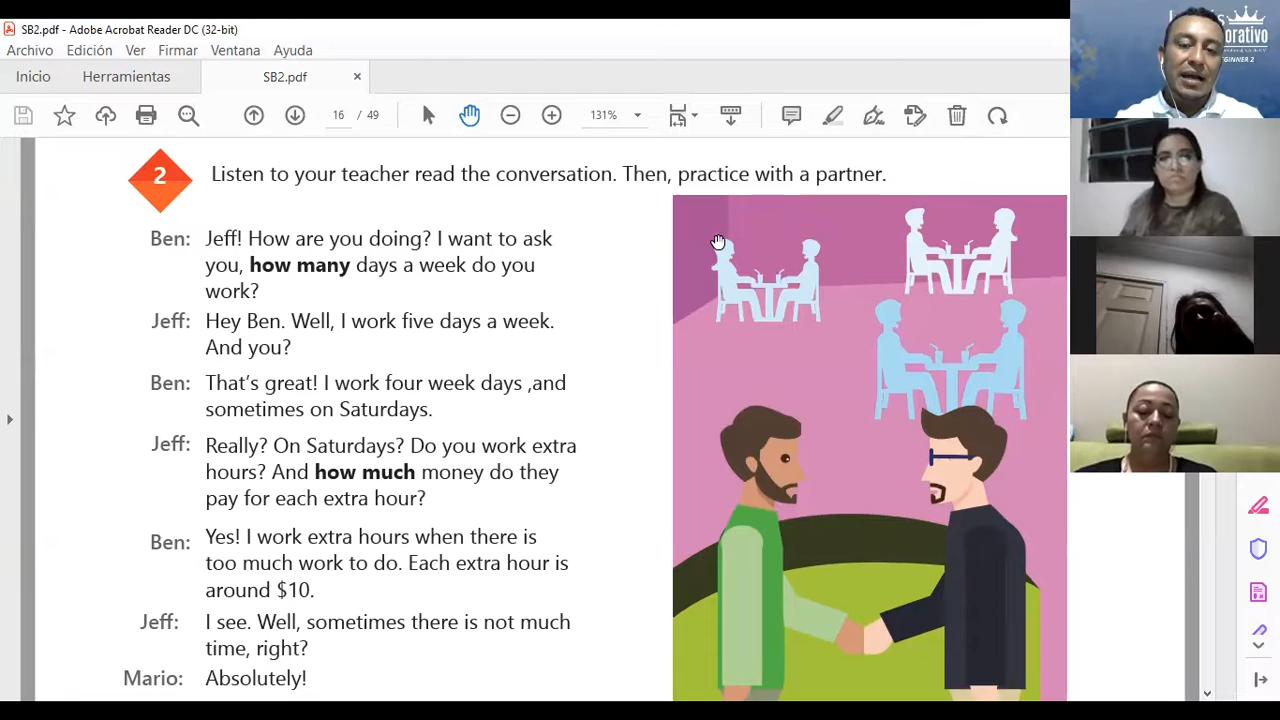 SB2.pdf - Adobe Acrobat Reader DC (32-bit)
Archivo Edición Ver Firmar Ventana Ayuda
Inicio Herramientas SB2.pdf ×
16 / 49 131%
2 Listen to your teacher read the conversation. Then, practice with a partner.
Ben: Jeff! How are you doing? I want to ask
you, how many days a week do you
work?
Jeff: Hey Ben. Well, I work five days a week.
And you?
Ben: That's great! I work four week days ,and
sometimes on Saturdays.
Jeff: Really? On Saturdays? Do you work extra
hours? And how much money do they
pay for each extra hour?
Ben: Yes! I work extra hours when there is
too much work to do. Each extra hour is
around $10.
Jeff: I see. Well, sometimes there is not much
time, right?
Mario: Absolutely!
orativo
EGINNER 2